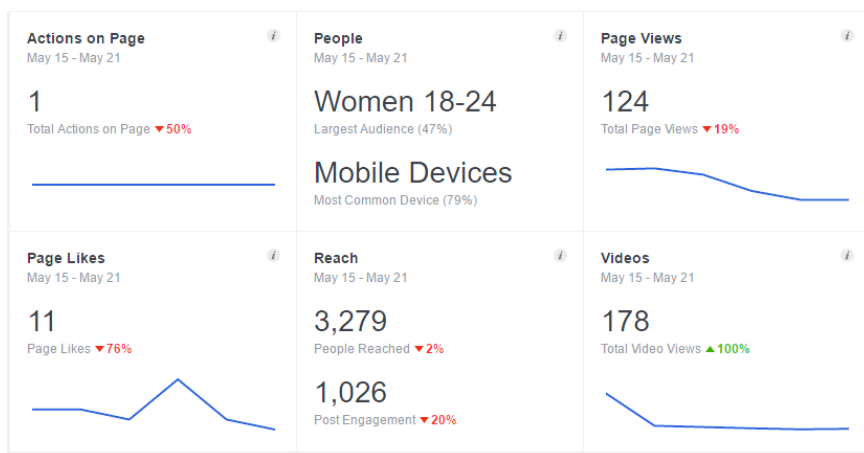 Actions on Page
May 15 - May 21
1
Total Actions on Page ▼50%
People
May 15 - May 21
Women 18-24
Largest Audience (47%)
Mobile Devices
Most Common Device (79%)
Page Views
May 15 - May 21
124
Total Page Views ▼19%
Page Likes
May 15 - May 21
11
Page Likes ▼76%
Reach
May 15 - May 21
3,279
People Reached ▼2%
1,026
Post Engagement ▼20%
Videos
May 15 - May 21
178
Total Video Views ▲100%